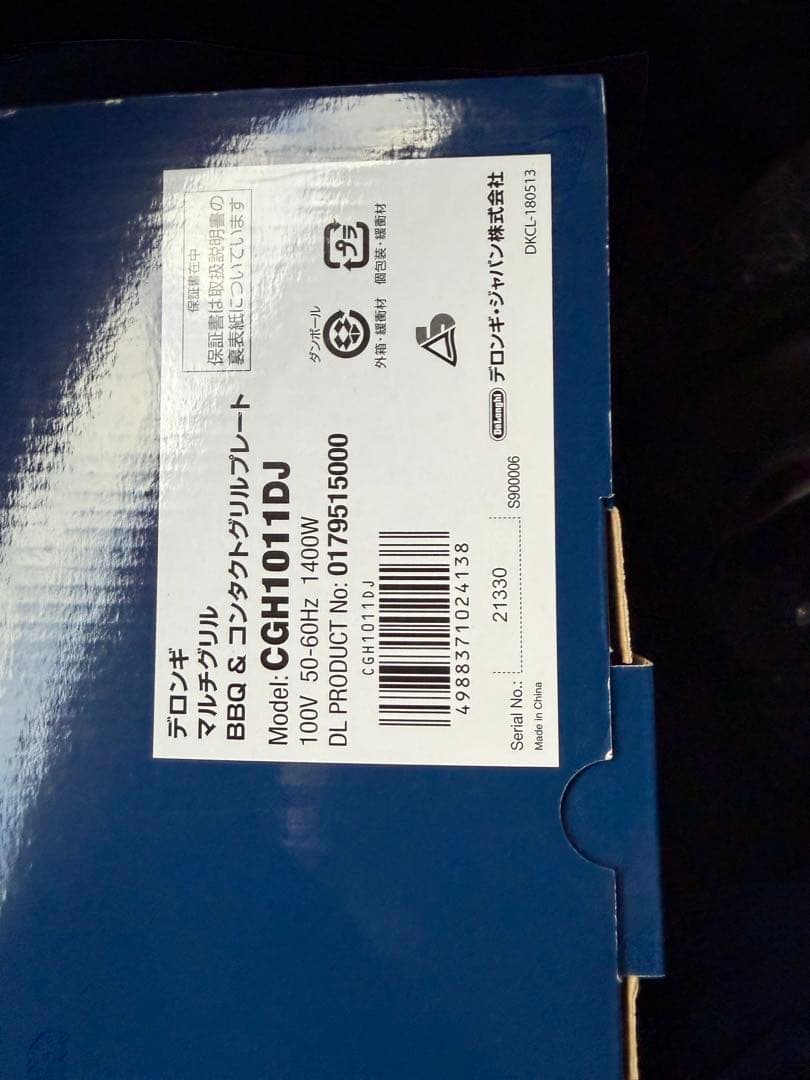 デロンギ
マルチグリル
BBQ & コンタクトグリルプレート
Model: CGH1011DJ
100V 50-60Hz 1400W
DL PRODUCT No: 0179515000
CGH1011DJ
4988371024138
Serial No.: 21330 S900006
Made in China
保証書在中
保証書は取扱説明書の
裏表紙についています
ダンボール
外箱・緩衝材
プラ
個包装・緩衝材
DeLonghi デロンギ・ジャパン株式会社
DKCL-180513